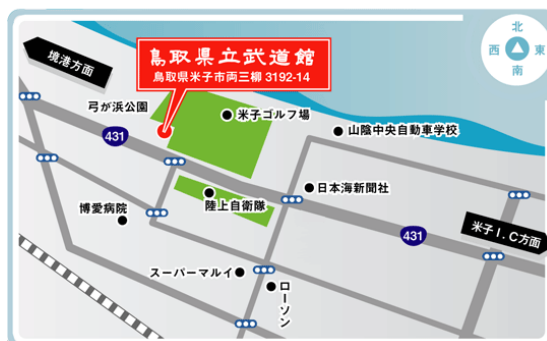 北
西 東
南
境港方面
鳥取県立武道館
鳥取県米子市両三柳 3192-14
弓が浜公園
米子ゴルフ場
山陰中央自動車学校
431
日本海新聞社
陸上自衛隊
博愛病院
431
米子I.C方面
スーパーマルイ
ローソン